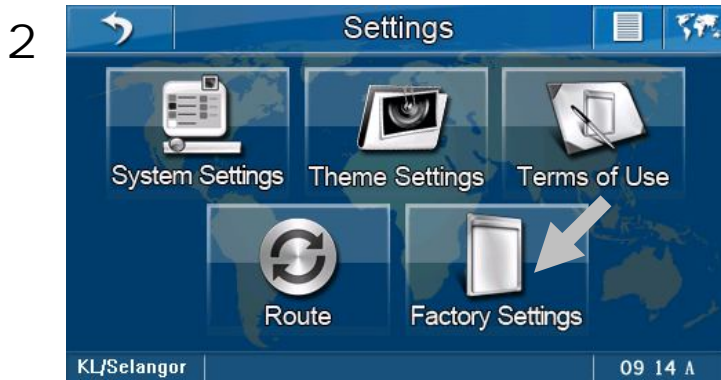 2
Settings
System Settings
Theme Settings
Terms of Use
Route
Factory Settings
KL/Selangor
09 14 A